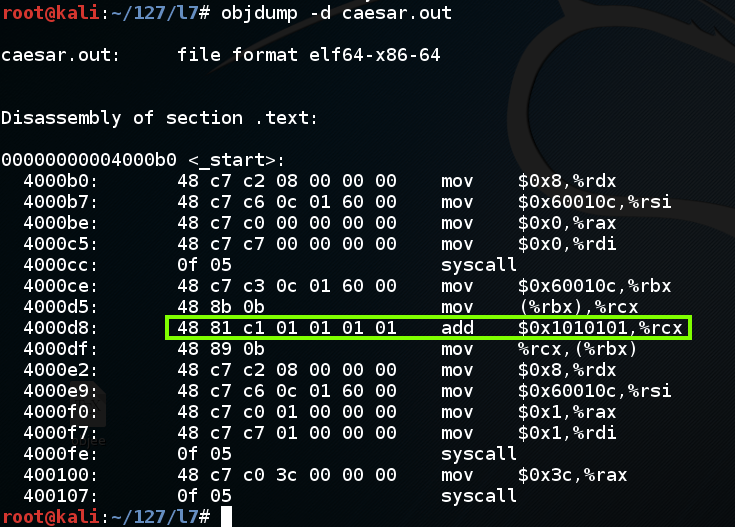 root@kali:~/127/l7# objdump -d caesar.out
caesar.out:     file format elf64-x86-64
Disassembly of section .text:
00000000004000b0 <_start>:
  4000b0:       48 c7 c2 08 00 00 00    mov    $0x8,%rdx
  4000b7:       48 c7 c6 0c 01 60 00    mov    $0x60010c,%rsi
  4000be:       48 c7 c0 00 00 00 00    mov    $0x0,%rax
  4000c5:       48 c7 c7 00 00 00 00    mov    $0x0,%rdi
  4000cc:       0f 05                   syscall
  4000ce:       48 c7 c3 0c 01 60 00    mov    $0x60010c,%rbx
  4000d5:       48 8b 0b                mov    (%rbx),%rcx
  4000d8:       48 81 c1 01 01 01 01    add    $0x1010101,%rcx
  4000df:       48 89 0b                mov    %rcx,(%rbx)
  4000e2:       48 c7 c2 08 00 00 00    mov    $0x8,%rdx
  4000e9:       48 c7 c6 0c 01 60 00    mov    $0x60010c,%rsi
  4000f0:       48 c7 c0 01 00 00 00    mov    $0x1,%rax
  4000f7:       48 c7 c7 01 00 00 00    mov    $0x1,%rdi
  4000fe:       0f 05                   syscall
  400100:       48 c7 c0 3c 00 00 00    mov    $0x3c,%rax
  400107:       0f 05                   syscall
root@kali:~/127/l7#